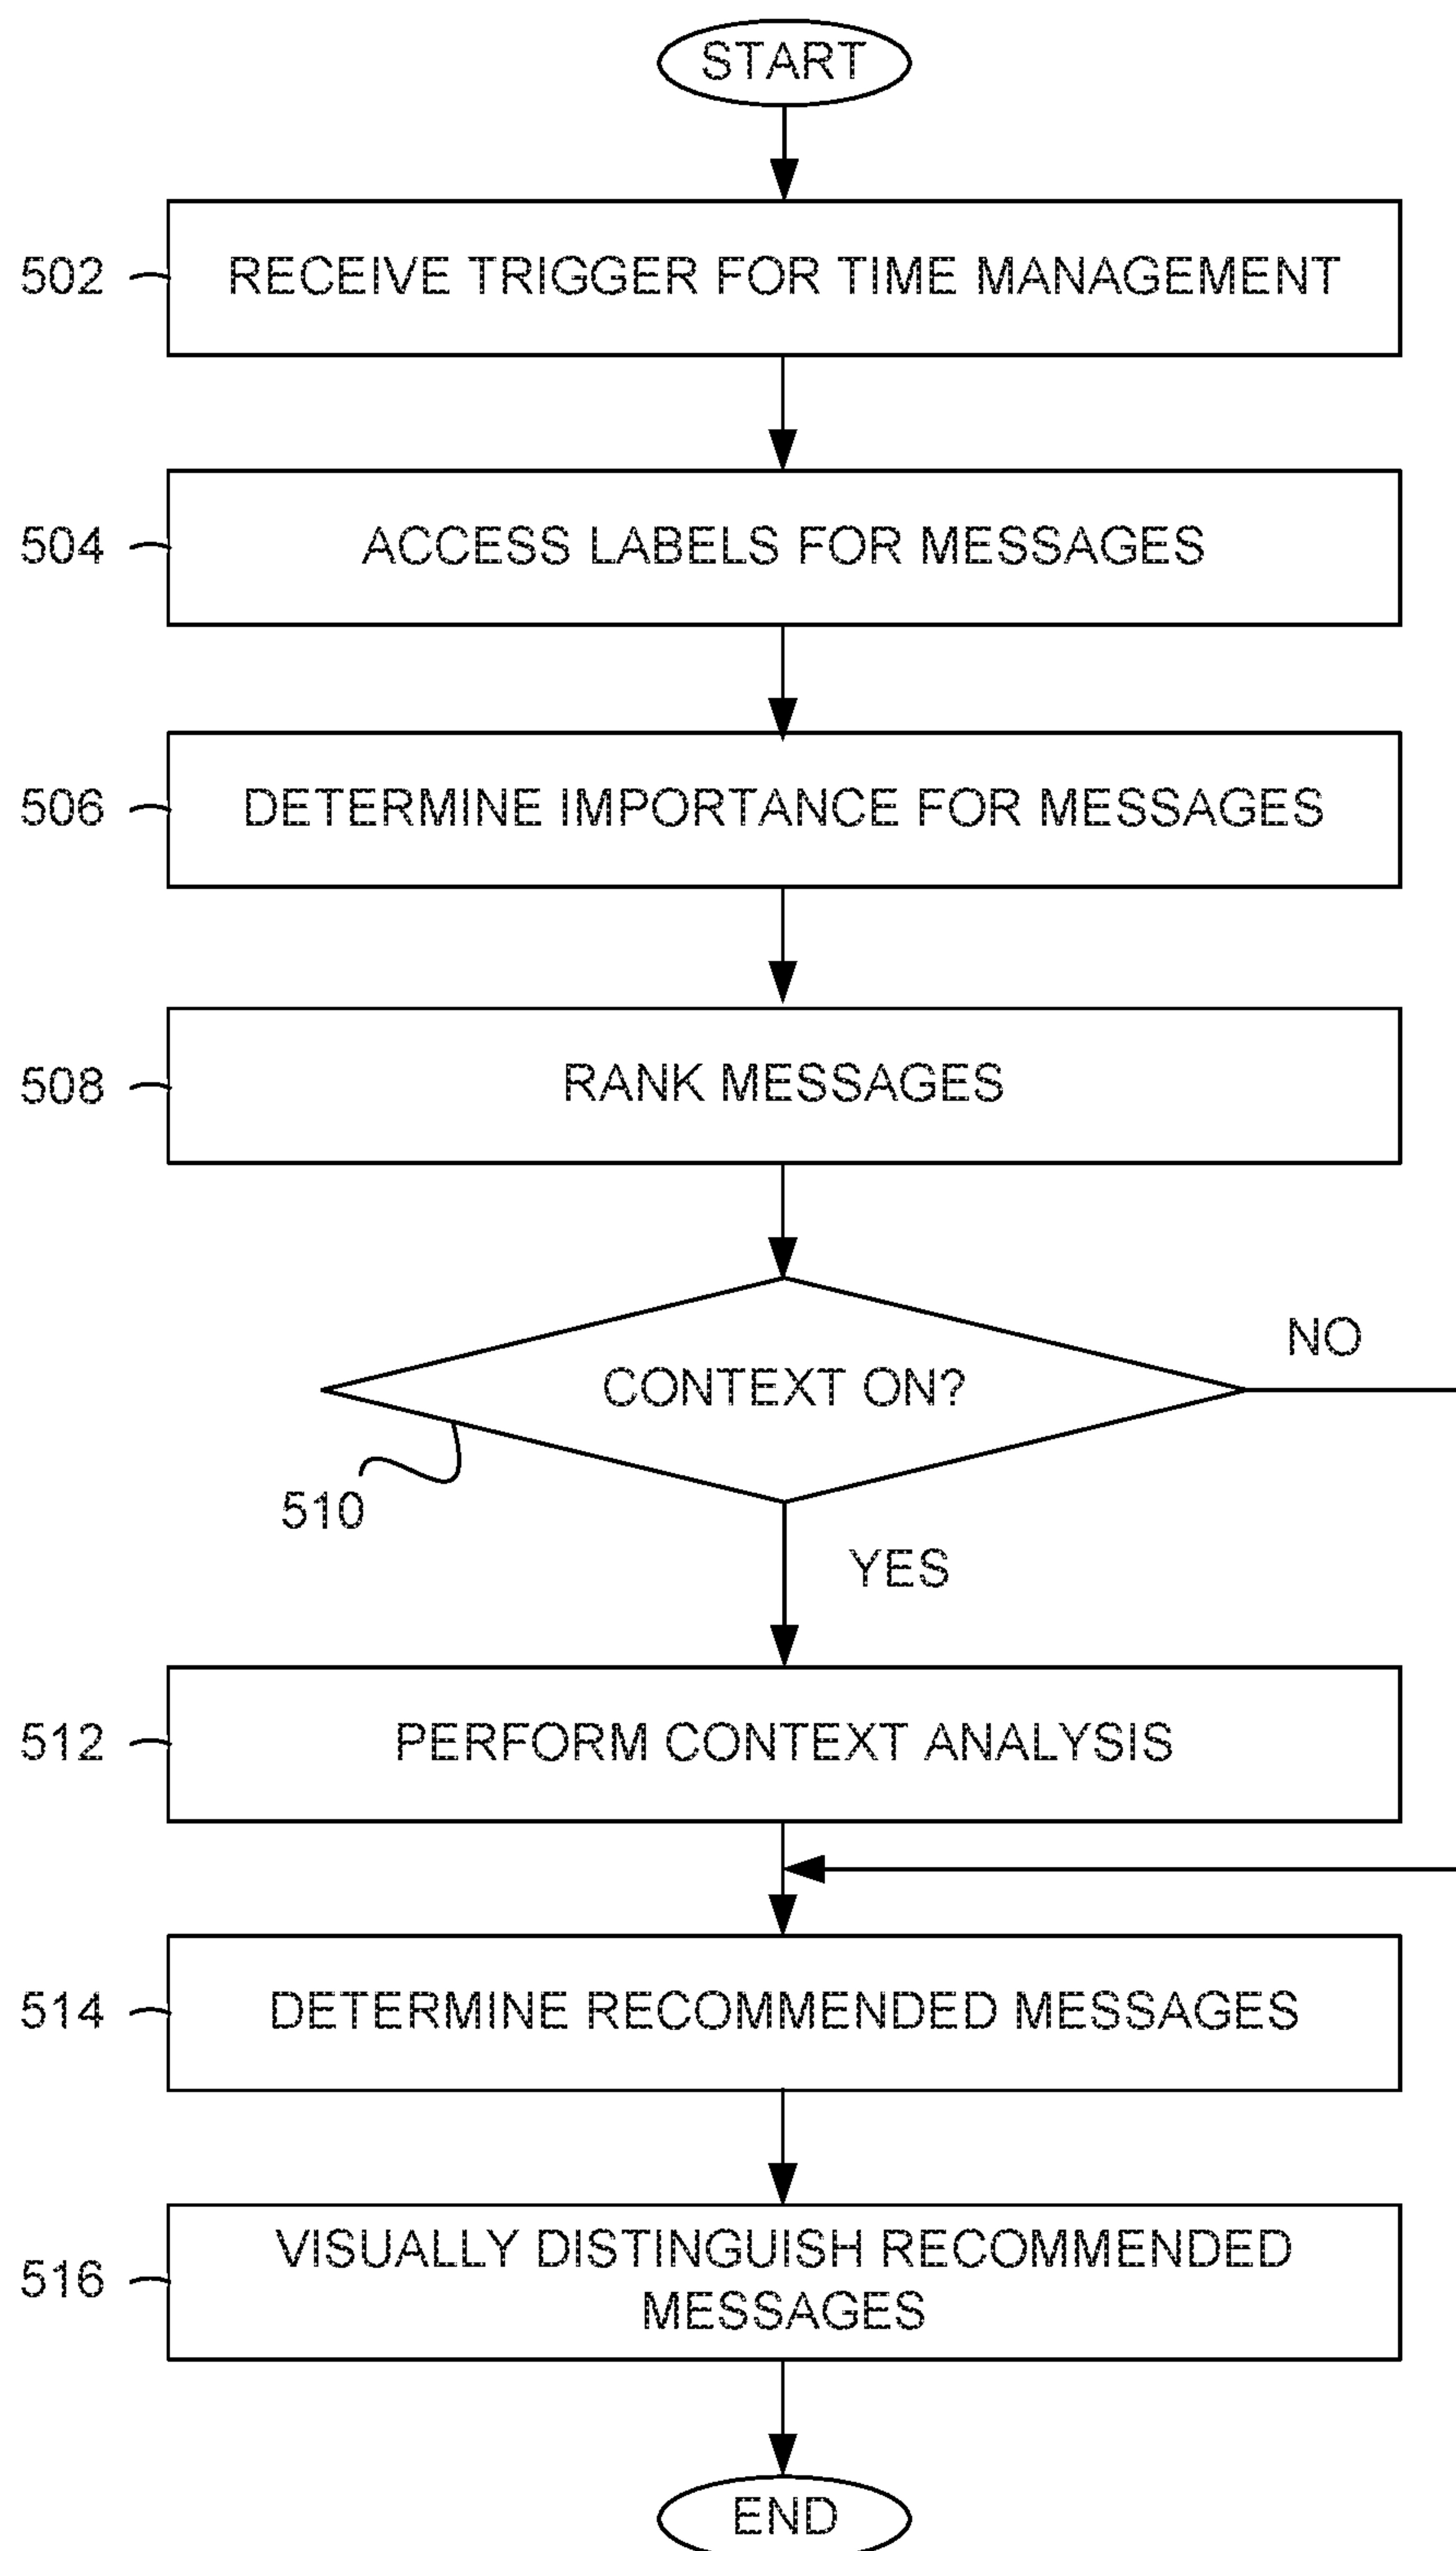 START
502
RECEIVE TRIGGER FOR TIME MANAGEMENT
504
ACCESS LABELS FOR MESSAGES
506
DETERMINE IMPORTANCE FOR MESSAGES
508
RANK MESSAGES
CONTEXT ON?
NO
510
YES
512
PERFORM CONTEXT ANALYSIS
514
DETERMINE RECOMMENDED MESSAGES
516
VISUALLY DISTINGUISH RECOMMENDED
MESSAGES
END